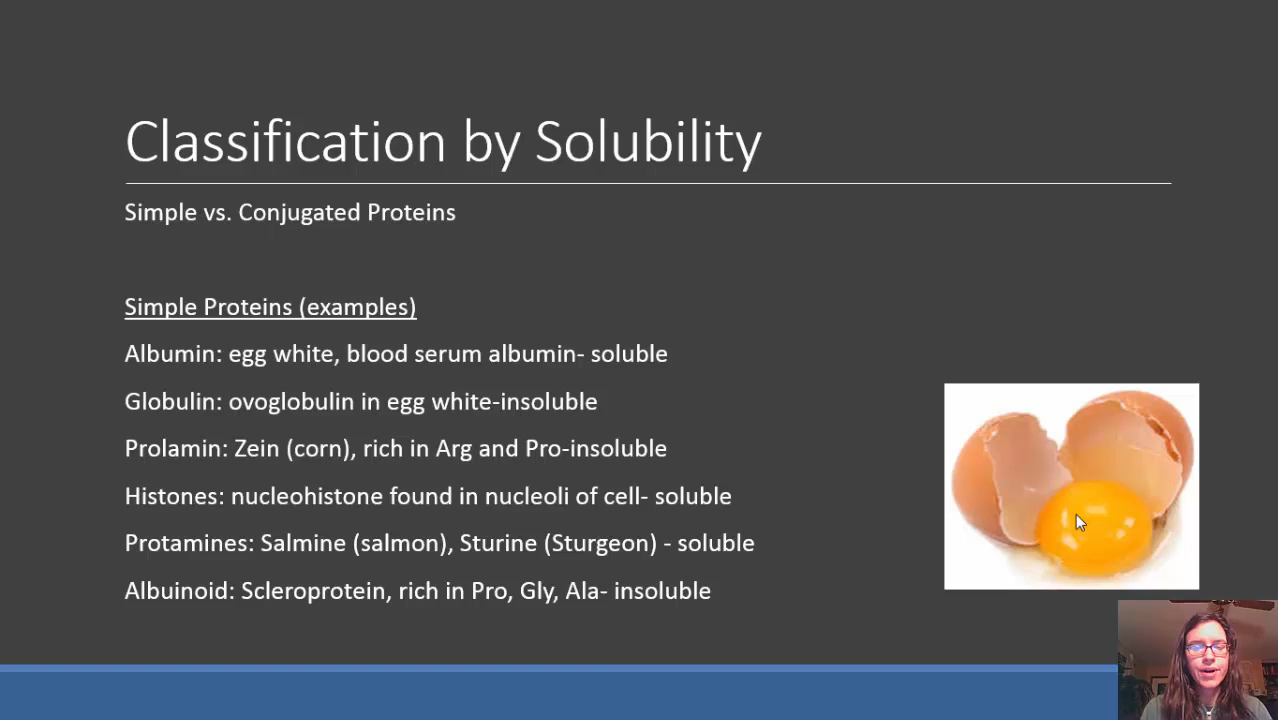 Classification by Solubility
Simple vs. Conjugated Proteins
Simple Proteins (examples)
Albumin: egg white, blood serum albumin- soluble
Globulin: ovoglobulin in egg white-insoluble
Prolamin: Zein (corn), rich in Arg and Pro-insoluble
Histones: nucleohistone found in nucleoli of cell- soluble
Protamines: Salmine (salmon), Sturine (Sturgeon) - soluble
Albuinoid: Scleroprotein, rich in Pro, Gly, Ala- insoluble